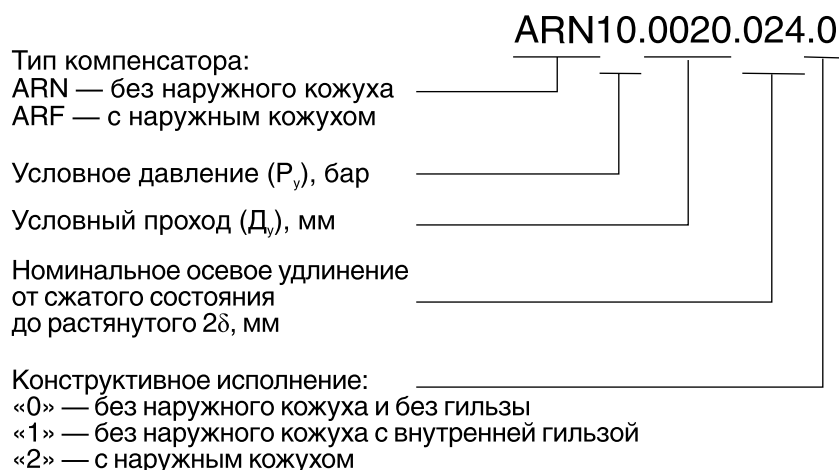 ARN10.0020.024.0
Тип компенсатора:
ARN — без наружного кожуха
ARF — с наружным кожухом
Условное давление (Pу), бар
Условный проход (Ду), мм
Номинальное осевое удлинение
от сжатого состояния
до растянутого 2δ, мм
Конструктивное исполнение:
«0» — без наружного кожуха и без гильзы
«1» — без наружного кожуха с внутренней гильзой
«2» — с наружным кожухом